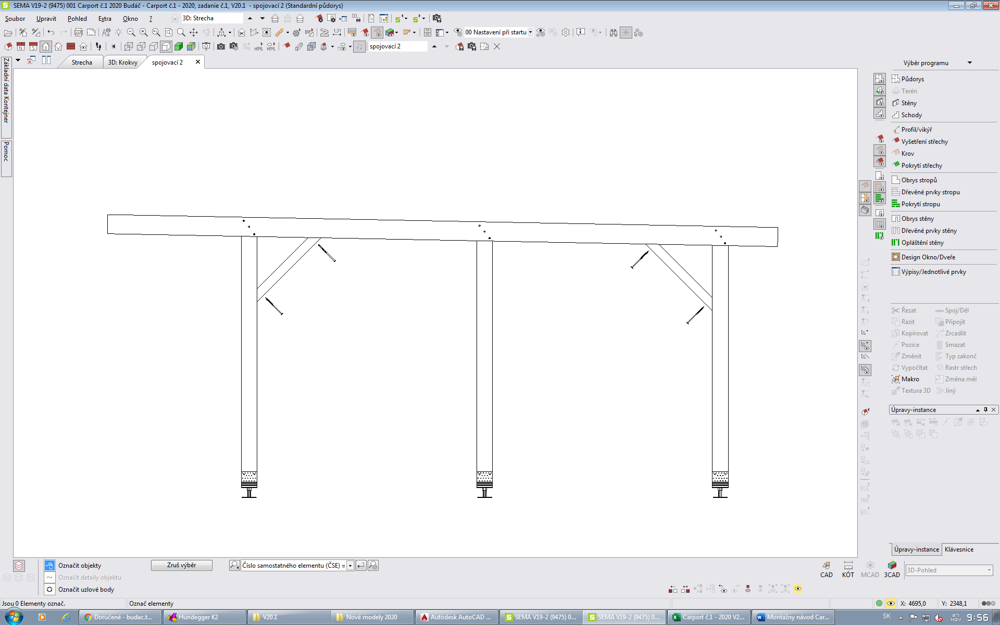 SEMA V19-2 (9475) 001 Carport č.1 2020 Budáč - Carport č.1 - 2020, zadanie č.1, V20.1 - spojovací 2 (Standardní půdorys)
Soubor Upravit Pohled Extra Okno ? 3D: Strecha
00 Nastavení při startu
spojovací 2
Strecha 3D: Krokvy spojovací 2
Základní data Kontejner
Pomoc
Výběr programu
Půdorys
Terén
Stěny
Schody
Profil/vikýř
Vyšetření střechy
Krov
Pokrytí střechy
Obrys stropů
Dřevěné prvky stropu
Pokrytí stropu
Obrys stěny
Dřevěné prvky stěny
Opláštění stěny
Design Okno/Dveře
Výpisy/Jednotlivé prvky
Řezat Spoj/Děl
Razit Připojit
Kopírovat Zrcadlit
Pozice Smazat
Změnit Typ zakonč
Vypočítat Rastr střech
Makro Změna měř
Textura 3D Jiný
Úpravy-instance
RCE
MXF
BTL
Úpravy-instance Klávesnice
Označit objekty Zruš výběr Číslo samostatného elementu (ČSE) =
Označit detaily objektu
Označit uzlové body
CAD KÓT MCAD 3CAD 3D-Pohled
Jsou 0 Elementy označ. Označ elementy X: 4695,0 Y: 2348,1
Doručené - budac.t... Hundegger K2 V20.1 Nové modely 2020 Autodesk AutoCAD ... SEMA V19-2 (9475) 0... SEMA V19-2 (9475) 0... Carport č.1 - 2020 V2... Montážny návod Car... SK 27 NOV 9:56